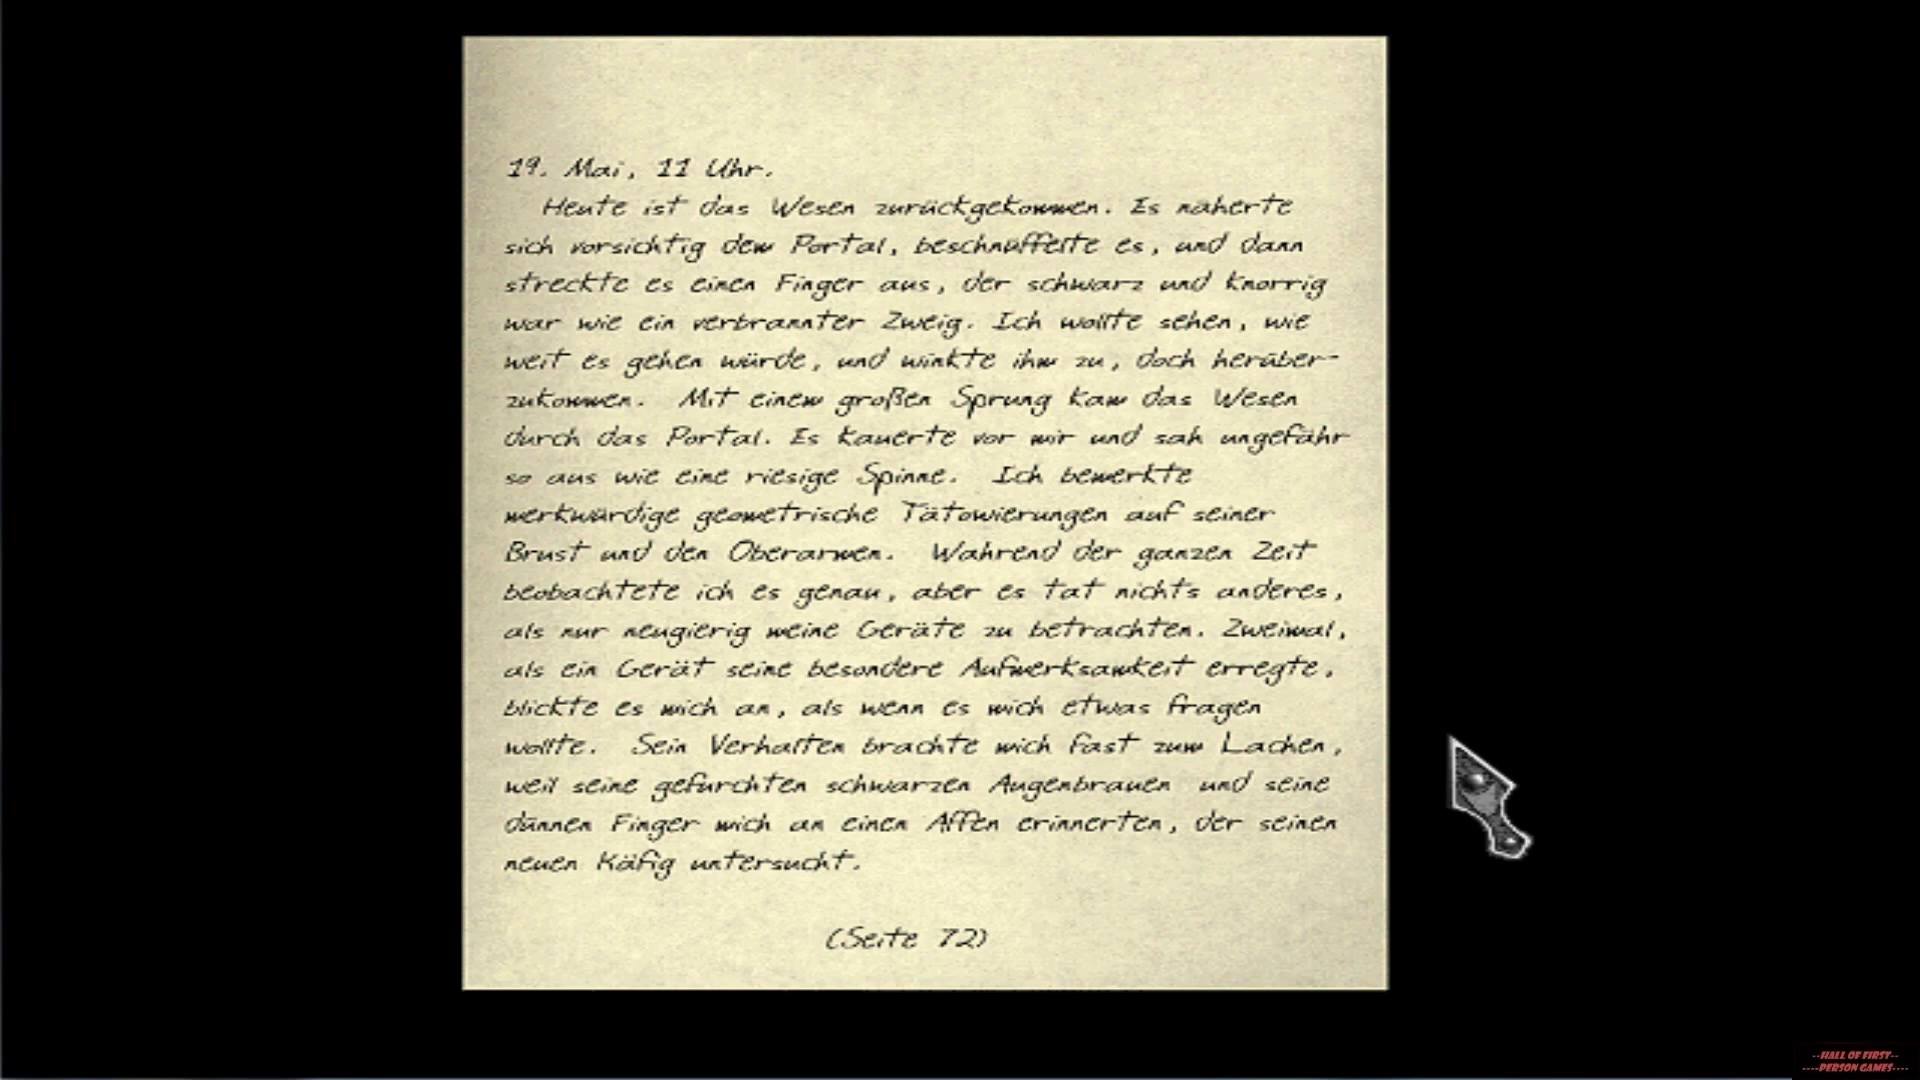 19. Mai, 11 Uhr.
Heute ist das Wesen zurückgekommen. Es näherte
sich vorsichtig dem Portal, beschnüffelte es, und dann
streckte es einen Finger aus, der schwarz und knorrig
war wie ein verbrannter Zweig. Ich wollte sehen, wie
weit es gehen würde, und winkte ihm zu, doch herüber-
zukommen. Mit einem großen Sprung kam das Wesen
durch das Portal. Es kauerte vor mir und sah ungefähr
so aus wie eine riesige Spinne. Ich bemerkte
merkwürdige geometrische Tätowierungen auf seiner
Brust und den Oberarmen. Während der ganzen Zeit
beobachtete ich es genau, aber es tat nichts anderes,
als nur neugierig meine Geräte zu betrachten. Zweimal,
als ein Gerät seine besondere Aufmerksamkeit erregte,
blickte es mich an, als wenn es mich etwas fragen
wollte. Sein Verhalten brachte mich fast zum Lachen,
weil seine gefurchten schwarzen Augenbrauen und seine
dünnen Finger mich an einen Affen erinnerten, der seinen
neuen Käfig untersucht.
(Seite 72)
--HALL OF FIRST--
----PERSON GAMES----